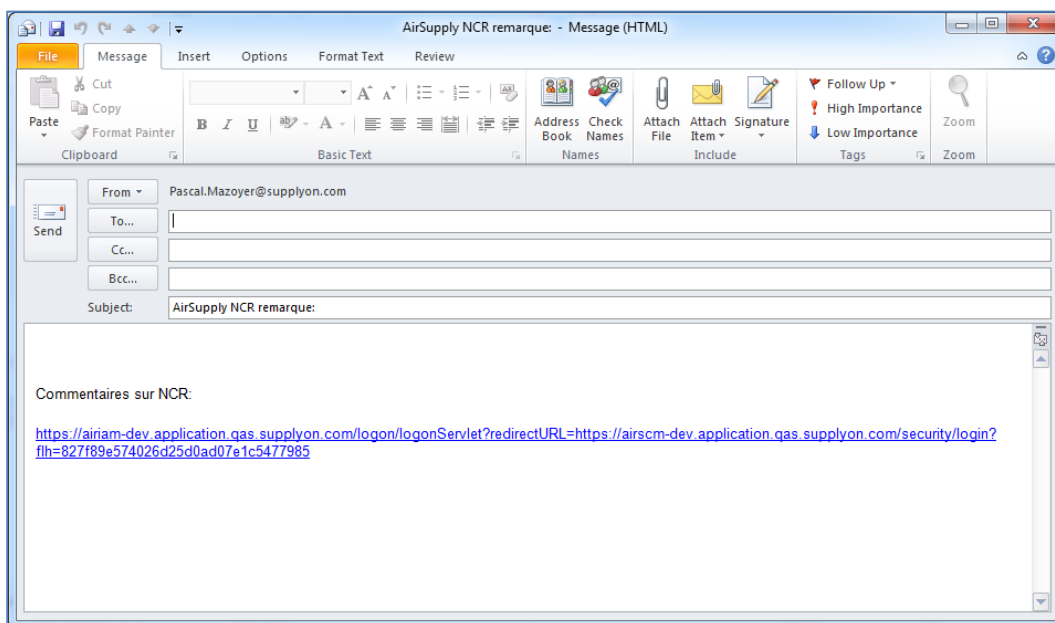 AirSupply NCR remarque: - Message (HTML)
File Message Insert Options Format Text Review
Paste
Cut
Copy
Format Painter
Clipboard
B I U
Basic Text
Address Book
Check Names
Names
Attach File
Attach Item
Signature
Include
Follow Up
High Importance
Low Importance
Tags
Zoom
Zoom
Send
From
Pascal.Mazoyer@supplyon.com
To...
Cc...
Bcc...
Subject: AirSupply NCR remarque:
Commentaires sur NCR:
https://airiam-dev.application.qas.supplyon.com/logon/logonServlet?redirectURL=https://airscm-dev.application.qas.supplyon.com/security/login?
flh=827f89e574026d25d0ad07e1c5477985